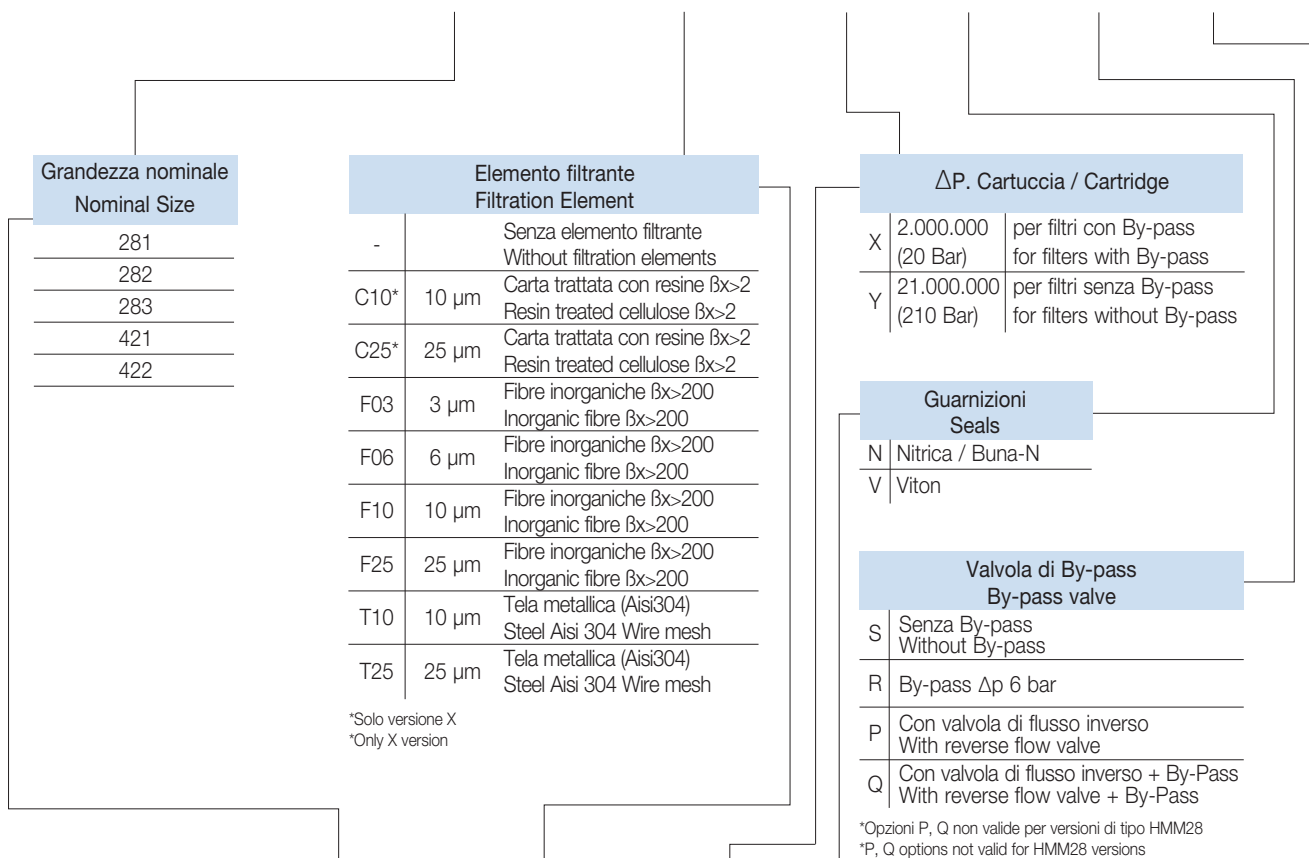 Grandezza nominale
Nominal Size
281
282
283
421
422
Elemento filtrante
Filtration Element
- Senza elemento filtrante
Without filtration elements
C10* 10 µm Carta trattata con resine ßx>2
Resin treated cellulose ßx>2
C25* 25 µm Carta trattata con resine ßx>2
Resin treated cellulose ßx>2
F03 3 µm Fibre inorganiche ßx>200
Inorganic fibre ßx>200
F06 6 µm Fibre inorganiche ßx>200
Inorganic fibre ßx>200
F10 10 µm Fibre inorganiche ßx>200
Inorganic fibre ßx>200
F25 25 µm Fibre inorganiche ßx>200
Inorganic fibre ßx>200
T10 10 µm Tela metallica (Aisi304)
Steel Aisi 304 Wire mesh
T25 25 µm Tela metallica (Aisi304)
Steel Aisi 304 Wire mesh
*Solo versione X
*Only X version
ΔP. Cartuccia / Cartridge
X 2.000.000 per filtri con By-pass
(20 Bar) for filters with By-pass
Y 21.000.000 per filtri senza By-pass
(210 Bar) for filters without By-pass
Guarnizioni
Seals
N Nitrica / Buna-N
V Viton
Valvola di By-pass
By-pass valve
S Senza By-pass
Without By-pass
R By-pass Δp 6 bar
P Con valvola di flusso inverso
With reverse flow valve
Q Con valvola di flusso inverso + By-Pass
With reverse flow valve + By-Pass
*Opzioni P, Q non valide per versioni di tipo HMM28
*P, Q options not valid for HMM28 versions